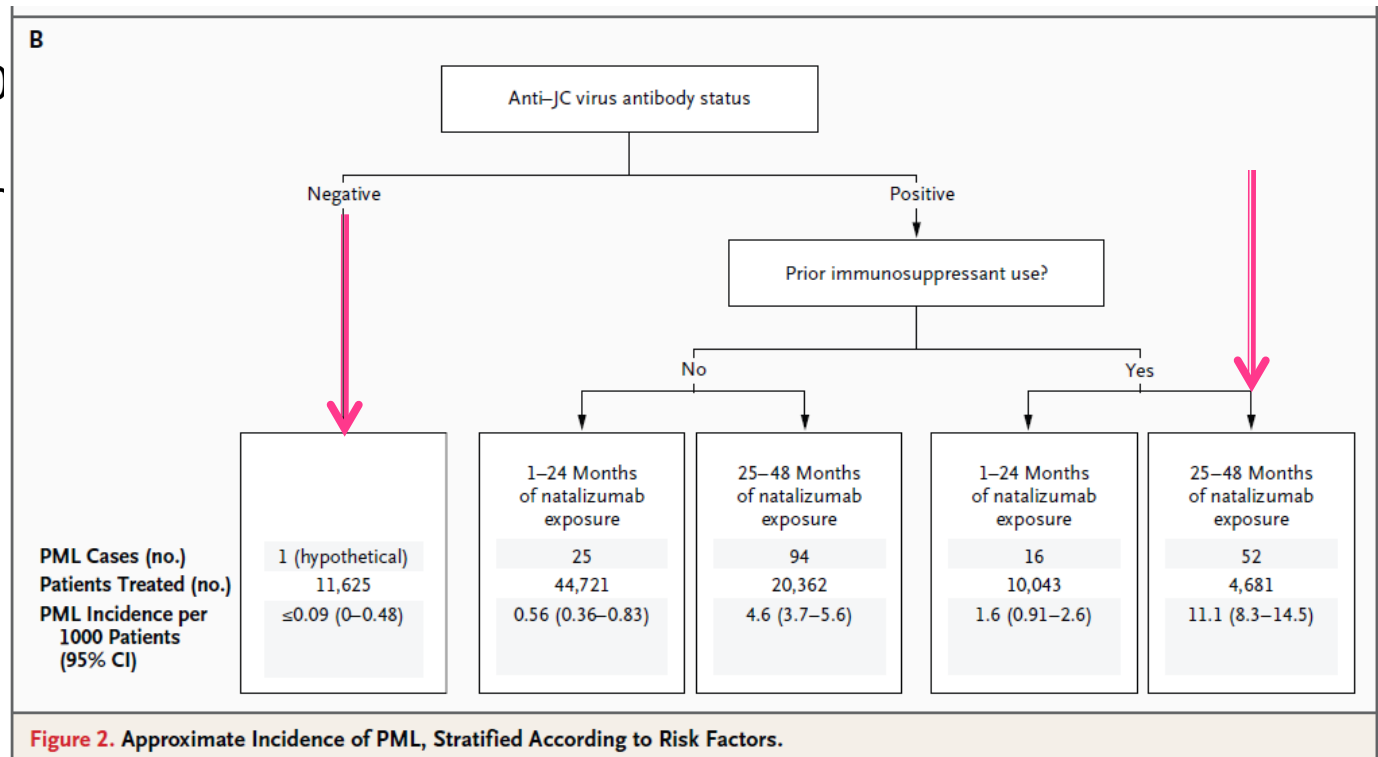 B
Anti–JC virus antibody status
Negative
Positive
Prior immunosuppressant use?
No
Yes
1–24 Months
of natalizumab
exposure
25–48 Months
of natalizumab
exposure
1–24 Months
of natalizumab
exposure
25–48 Months
of natalizumab
exposure
PML Cases (no.) 1 (hypothetical) 25 94 16 52
Patients Treated (no.) 11,625 44,721 20,362 10,043 4,681
PML Incidence per ≤0.09 (0–0.48) 0.56 (0.36–0.83) 4.6 (3.7–5.6) 1.6 (0.91–2.6) 11.1 (8.3–14.5)
1000 Patients
(95% CI)
Figure 2. Approximate Incidence of PML, Stratified According to Risk Factors.